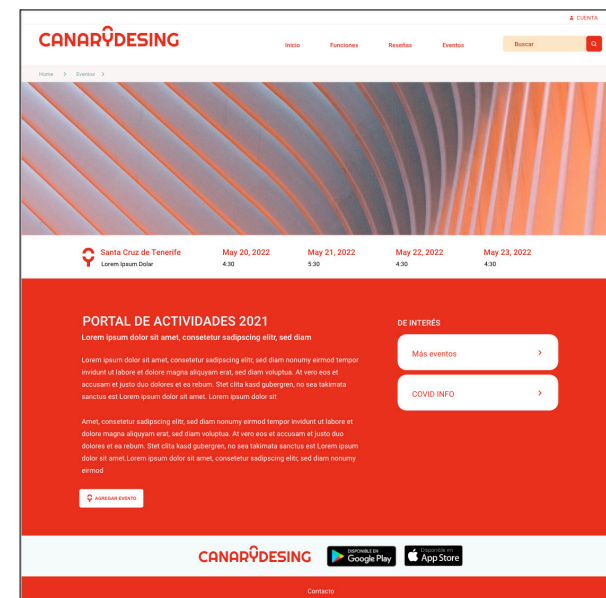 CUENTA
CANARYDESING
Inicio Funciones Reseñas Eventos Buscar
Home > Eventos >
Santa Cruz de Tenerife May 20, 2022 May 21, 2022 May 22, 2022 May 23, 2022
Lorem Ipsum Dolar 4:30 5:30 4:30 4:30
PORTAL DE ACTIVIDADES 2021
Lorem ipsum dolor sit amet, consetetur sadipscing elitr, sed diam
Lorem ipsum dolor sit amet, consetetur sadipscing elitr, sed diam nonumy eirmod tempor
invidunt ut labore et dolore magna aliquyam erat, sed diam voluptua. At vero eos et
accusam et justo duo dolores et ea rebum. Stet clita kasd gubergren, no sea takimata
sanctus est Lorem ipsum dolor sit amet. Lorem ipsum dolor sit
Amet, consetetur sadipscing elitr, sed diam nonumy eirmod tempor invidunt ut labore et
dolore magna aliquyam erat, sed diam voluptua. At vero eos et accusam et justo duo
dolores et ea rebum. Stet clita kasd gubergren, no sea takimata sanctus est Lorem ipsum
dolor sit amet.Lorem ipsum dolor sit amet, consetetur sadipscing elitr, sed diam nonumy
eirmod
AGREGAR EVENTO
DE INTERÉS
Más eventos >
COVID INFO >
CANARYDESING
DISPONIBLE EN
Google Play
Disponible en
App Store
Contacto